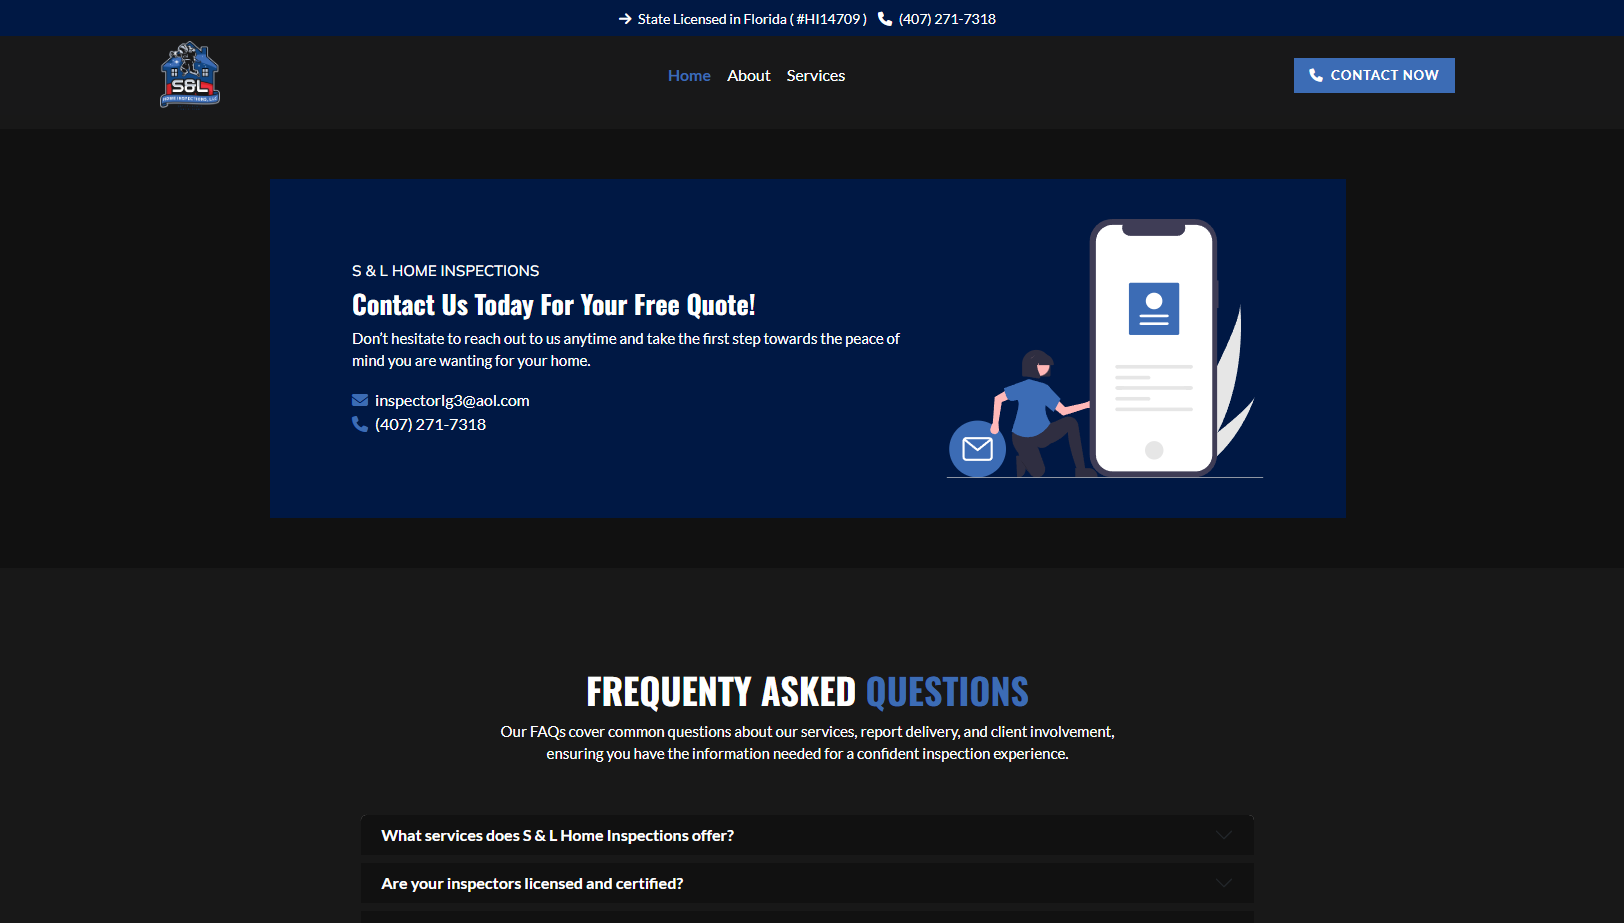 State Licensed in Florida ( #HI14709 ) (407) 271-7318
S&L
HOME INSPECTIONS, LLC
Home About Services
CONTACT NOW
S & L HOME INSPECTIONS
Contact Us Today For Your Free Quote!
Don’t hesitate to reach out to us anytime and take the first step towards the peace of
mind you are wanting for your home.
inspectorlg3@aol.com
(407) 271-7318
FREQUENTY ASKED QUESTIONS
Our FAQs cover common questions about our services, report delivery, and client involvement,
ensuring you have the information needed for a confident inspection experience.
What services does S & L Home Inspections offer?
Are your inspectors licensed and certified?